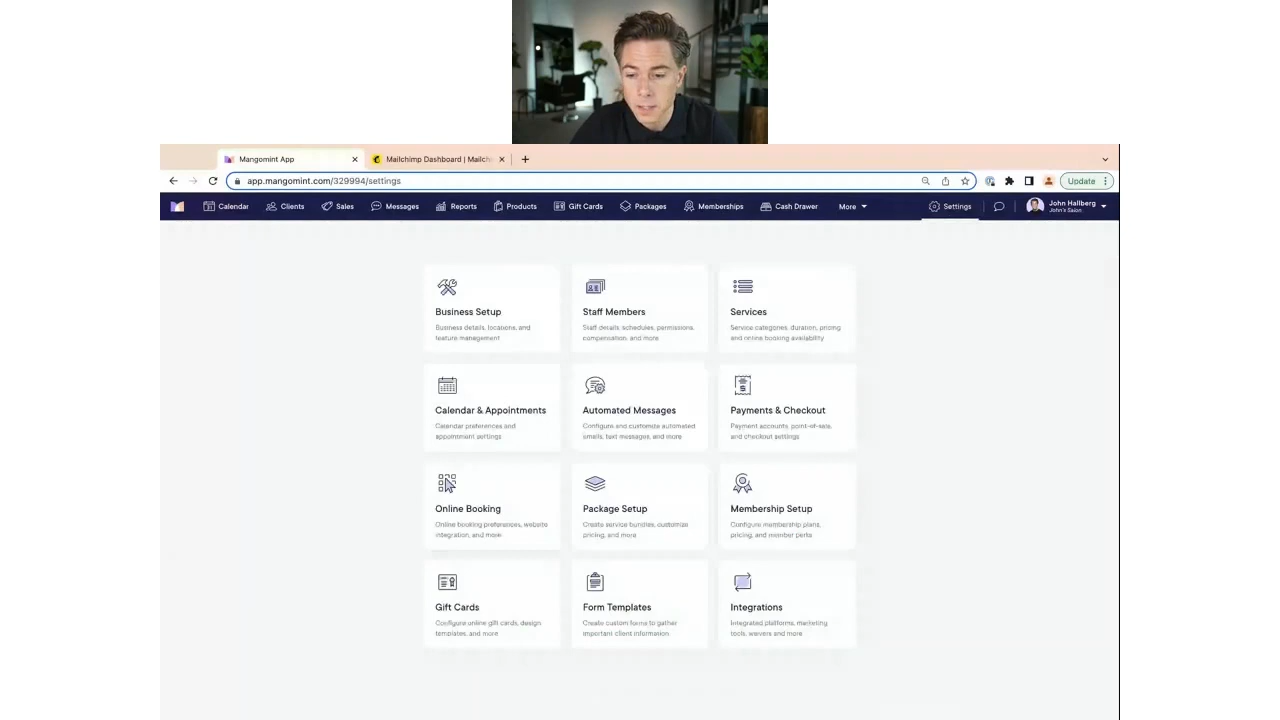 Mangomint App
Mailchimp Dashboard | Mailch
app.mangomint.com/329994/settings
Update
Calendar
Clients
Sales
Messages
Reports
Products
Gift Cards
Packages
Memberships
Cash Drawer
More
Settings
John Hallberg
John's Salon
Business Setup
Business details, locations, and
feature management
Staff Members
Staff details, schedules, permissions,
compensation, and more
Services
Service categories, duration, pricing
and online booking availability
Calendar & Appointments
Calendar preferences and
appointment settings
Automated Messages
Configure and customize automated
emails, text messages, and more
Payments & Checkout
Payment accounts, point-of-sale,
and checkout settings
Online Booking
Online booking preferences, website
integration, and more
Package Setup
Create service bundles, customize
pricing, and more
Membership Setup
Configure membership plans,
pricing, and member perks
Gift Cards
Configure online gift cards, design
templates, and more
Form Templates
Create custom forms to gather
important client information
Integrations
Integrated platforms, marketing
tools, waivers and more